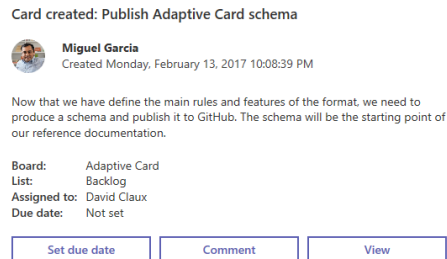 Card created: Publish Adaptive Card schema
Miguel Garcia
Created Monday, February 13, 2017 10:08:39 PM
Now that we have define the main rules and features of the format, we need to
produce a schema and publish it to GitHub. The schema will be the starting point of
our reference documentation.
Board: Adaptive Card
List: Backlog
Assigned to: David Claux
Due date: Not set
Set due date Comment View